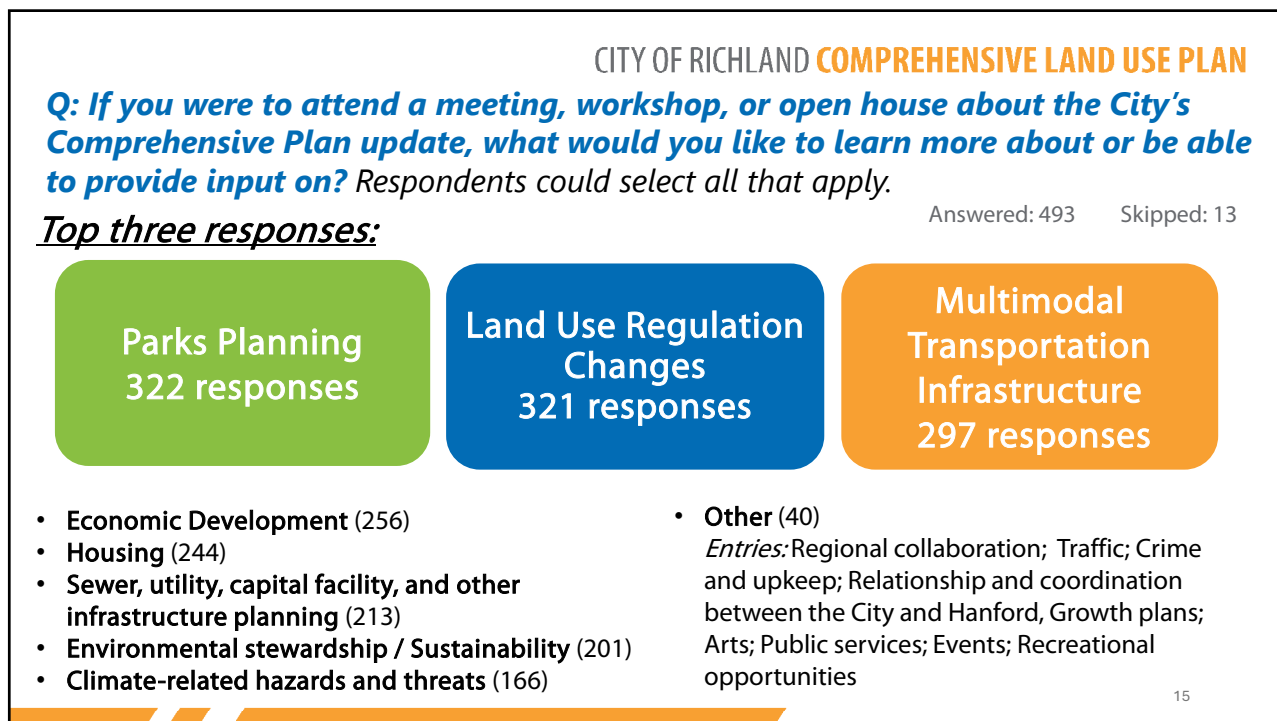 CITY OF RICHLAND COMPREHENSIVE LAND USE PLAN
Q: If you were to attend a meeting, workshop, or open house about the City's
Comprehensive Plan update, what would you like to learn more about or be able
to provide input on? Respondents could select all that apply.
Answered: 493 Skipped: 13
Top three responses:
Parks Planning
322 responses
Land Use Regulation
Changes
321 responses
Multimodal
Transportation
Infrastructure
297 responses
• Economic Development (256)
• Housing (244)
• Sewer, utility, capital facility, and other
infrastructure planning (213)
• Environmental stewardship / Sustainability (201)
• Climate-related hazards and threats (166)
• Other (40)
Entries: Regional collaboration; Traffic; Crime
and upkeep; Relationship and coordination
between the City and Hanford, Growth plans;
Arts; Public services; Events; Recreational
opportunities
15